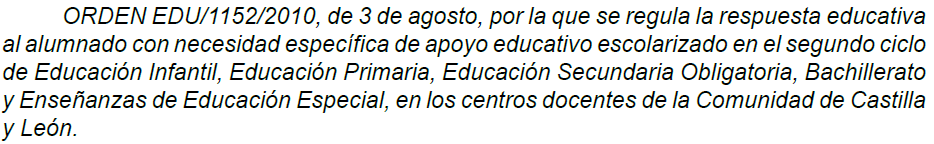 ORDEN EDU/1152/2010, de 3 de agosto, por la que se regula la respuesta educativa
al alumnado con necesidad específica de apoyo educativo escolarizado en el segundo ciclo
de Educación Infantil, Educación Primaria, Educación Secundaria Obligatoria, Bachillerato
y Enseñanzas de Educación Especial, en los centros docentes de la Comunidad de Castilla
y León.